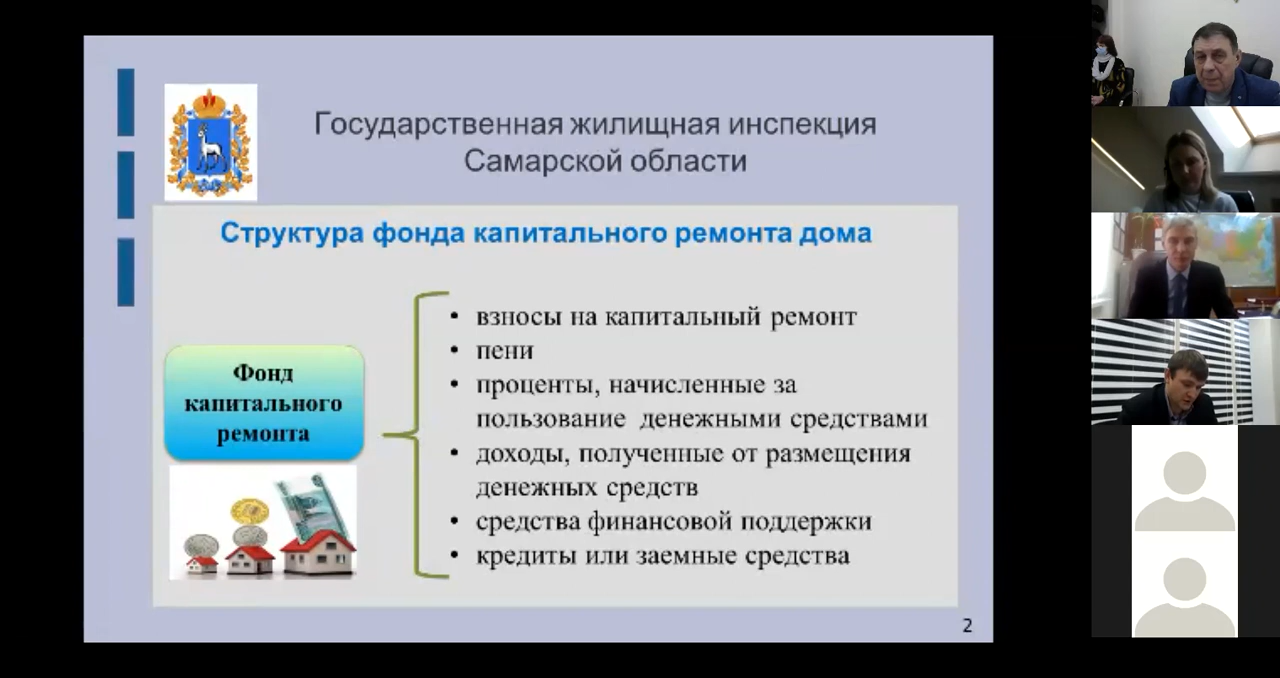 Государственная жилищная инспекция
Самарской области
Структура фонда капитального ремонта дома
Фонд
капитального
ремонта
• взносы на капитальный ремонт
• пени
• проценты, начисленные за
пользование денежными средствами
• доходы, полученные от размещения
денежных средств
• средства финансовой поддержки
• кредиты или заемные средства
2